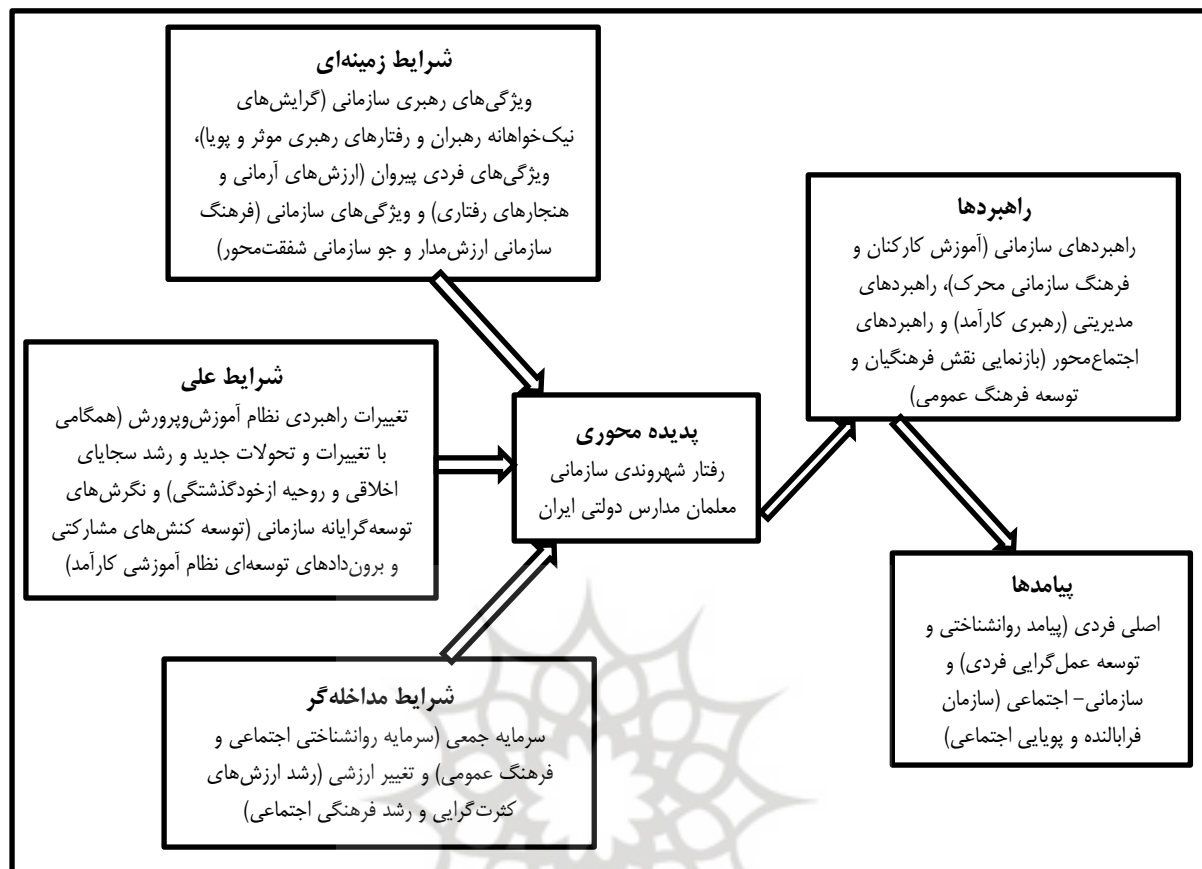 شرایط زمینه‌ای
ویژگی‌های رهبری سازمانی (گرایش‌های
نیک‌خواهانه رهبران و رفتارهای رهبری موثر و پویا)،
ویژگی‌های فردی پیروان (ارزش‌های آرمانی و
هنجارهای رفتاری) و ویژگی‌های سازمانی (فرهنگ
سازمانی ارزش‌مدار و جو سازمانی شفقت‌محور)
شرایط علی
تغییرات راهبردی نظام آموزش‌وپرورش (همگامی
با تغییرات و تحولات جدید و رشد سجایای
اخلاقی و روحیه ازخودگذشتگی) و نگرش‌های
توسعه‌گرایانه سازمانی (توسعه کنش‌های مشارکتی
و برون‌دادهای توسعه‌ای نظام آموزشی کارآمد)
شرایط مداخله‌گر
سرمایه جمعی (سرمایه روانشناختی اجتماعی و
فرهنگ عمومی) و تغییر ارزشی (رشد ارزش‌های
کثرت‌گرایی و رشد فرهنگی اجتماعی)
پدیده محوری
رفتار شهروندی سازمانی
معلمان مدارس دولتی ایران
راهبردها
راهبردهای سازمانی (آموزش کارکنان و
فرهنگ سازمانی محرک)، راهبردهای
مدیریتی (رهبری کارآمد) و راهبردهای
اجتماع‌محور (بازنمایی نقش فرهنگیان و
توسعه فرهنگ عمومی)
پیامدها
اصلی فردی (پیامد روانشناختی و
توسعه عمل‌گرایی فردی) و
سازمانی– اجتماعی (سازمان
فرابالنده و پویایی اجتماعی)